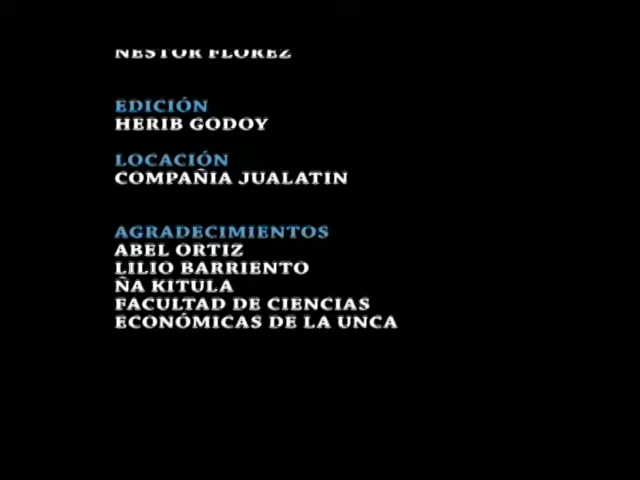 NESTOR FLOREZ
EDICIÓN
HERIB GODOY
LOCACIÓN
COMPAÑIA JUALATIN
AGRADECIMIENTOS
ABEL ORTIZ
LILIO BARRIENTO
ÑA KITULA
FACULTAD DE CIENCIAS
ECONÓMICAS DE LA UNCA